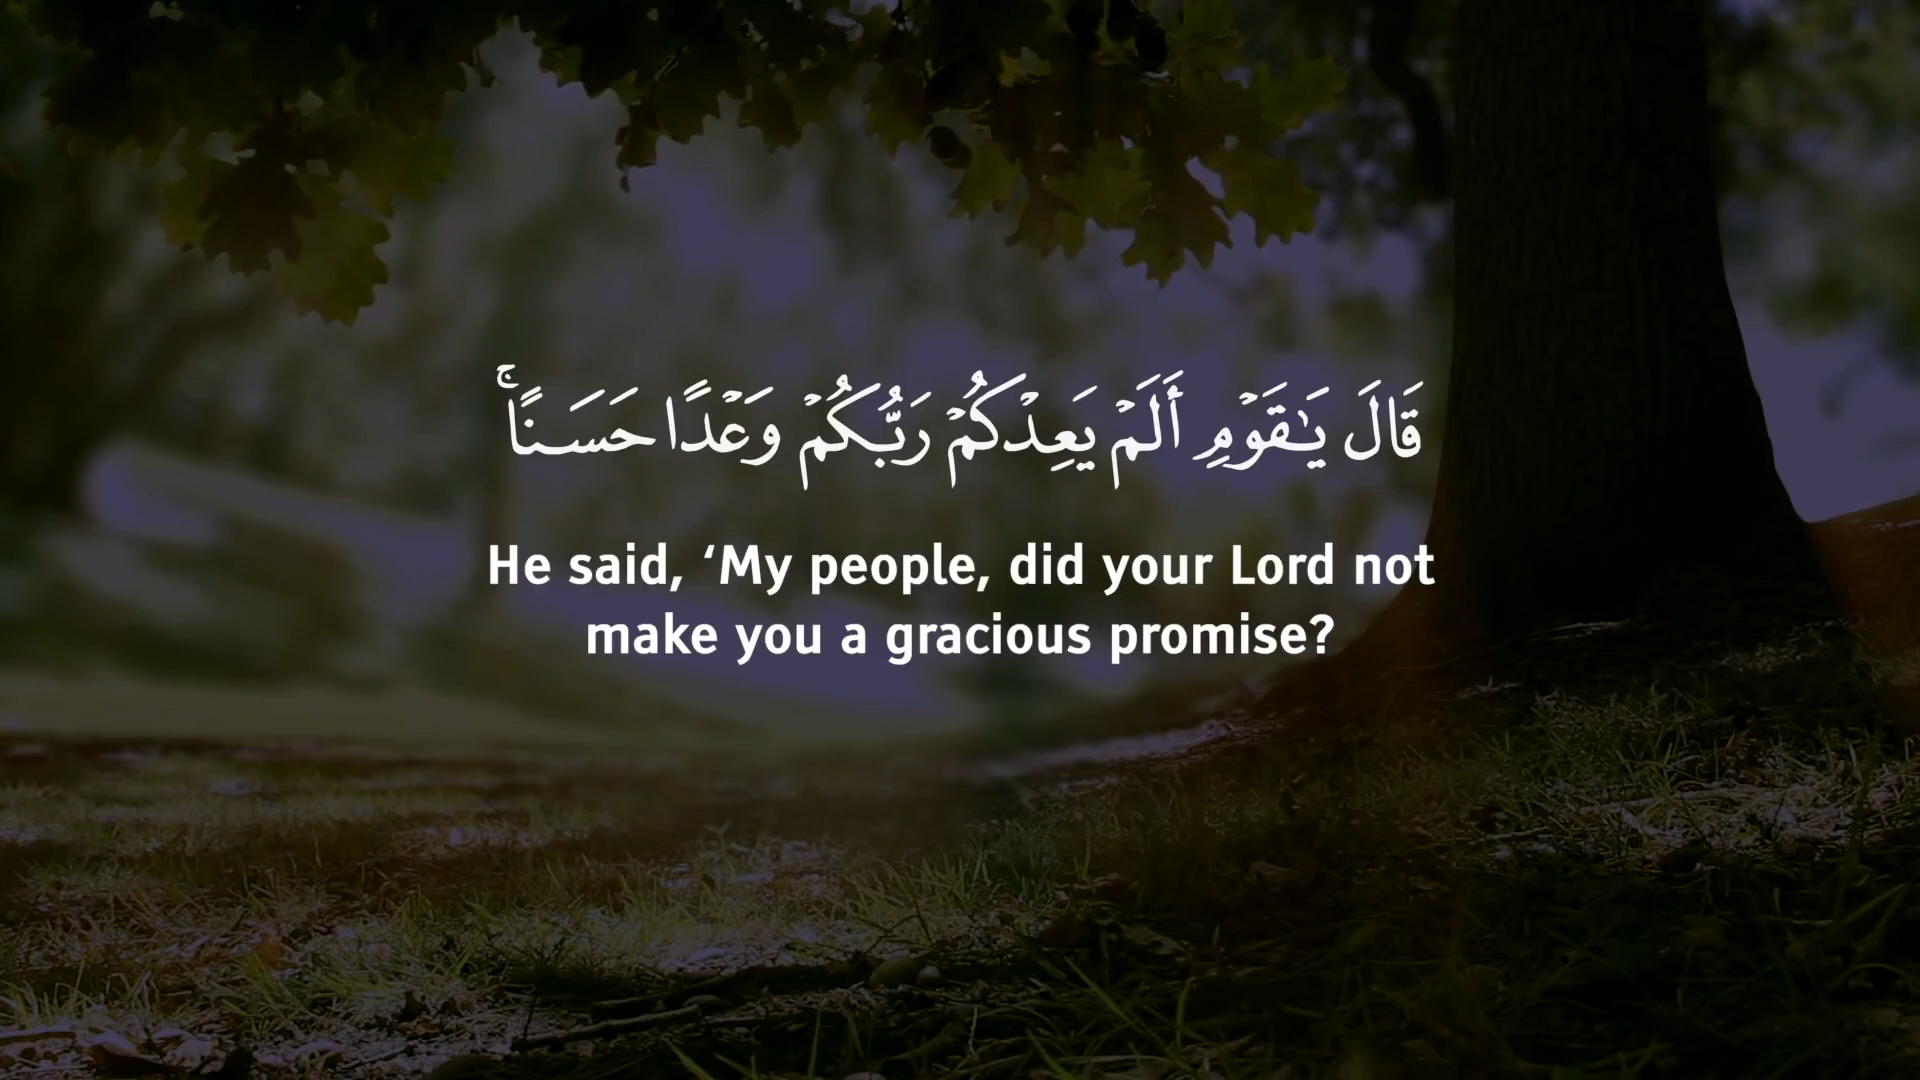 قَالَ يَـٰقَوْمِ أَلَمْ يَعِدْكُمْ رَبُّكُمْ وَعْدًا حَسَنًا ۚ
He said, ‘My people, did your Lord not
make you a gracious promise?